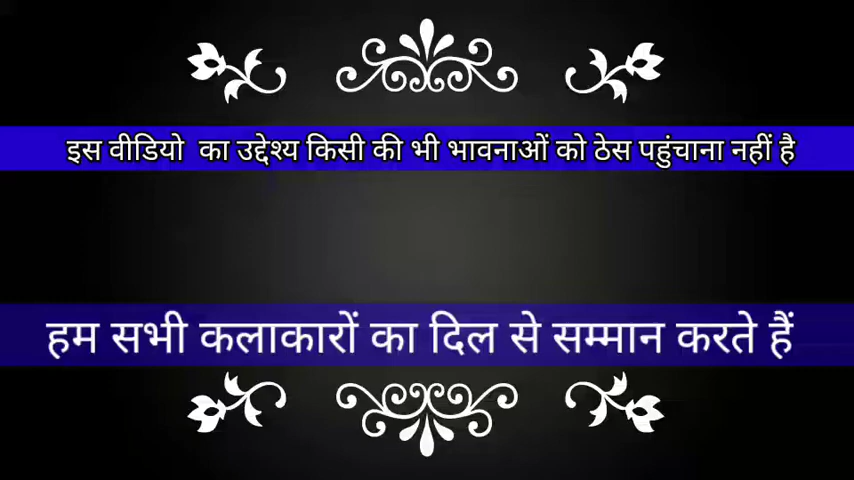 इस वीडियो का उद्देश्य किसी की भी भावनाओं को ठेस पहुंचाना नहीं है
हम सभी कलाकारों का दिल से सम्मान करते हैं